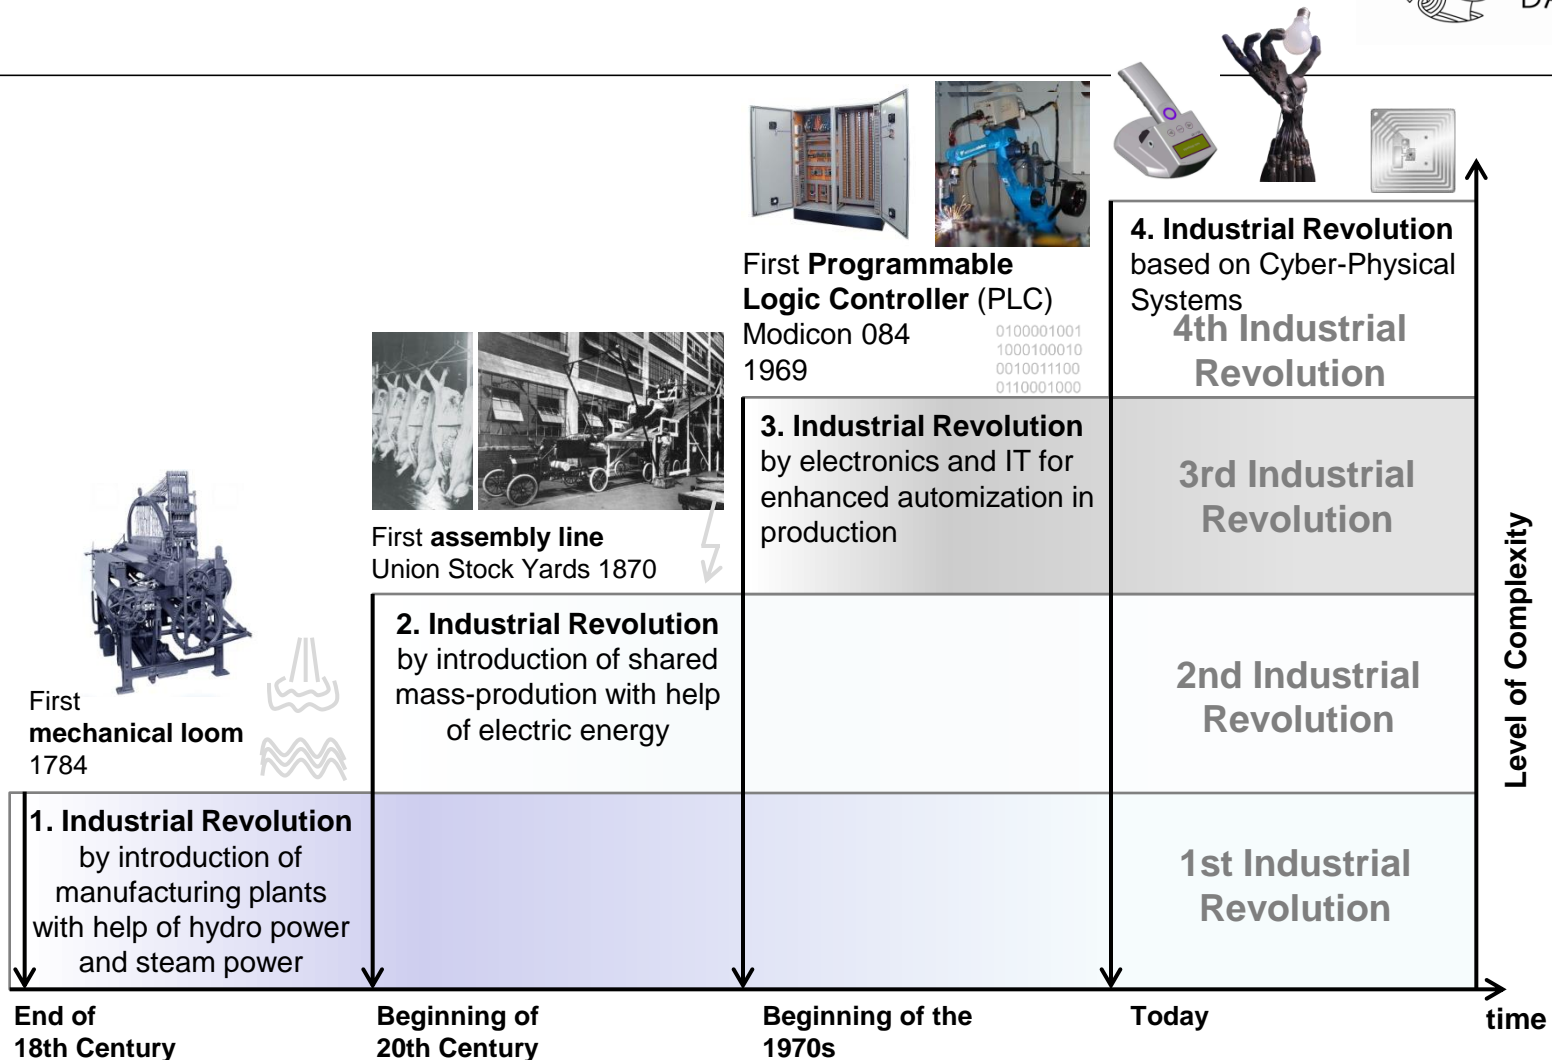 4. Industrial Revolution
based on Cyber-Physical
Systems
4th Industrial
Revolution
First Programmable
Logic Controller (PLC)
Modicon 084
1969
0100001001
1000100010
0010011100
0110001000
3. Industrial Revolution
by electronics and IT for
enhanced automization in
production
3rd Industrial
Revolution
First assembly line
Union Stock Yards 1870
2. Industrial Revolution
by introduction of shared
mass-prodution with help
of electric energy
2nd Industrial
Revolution
First
mechanical loom
1784
1. Industrial Revolution
by introduction of
manufacturing plants
with help of hydro power
and steam power
1st Industrial
Revolution
Level of Complexity
End of
18th Century
Beginning of
20th Century
Beginning of the
1970s
Today
time